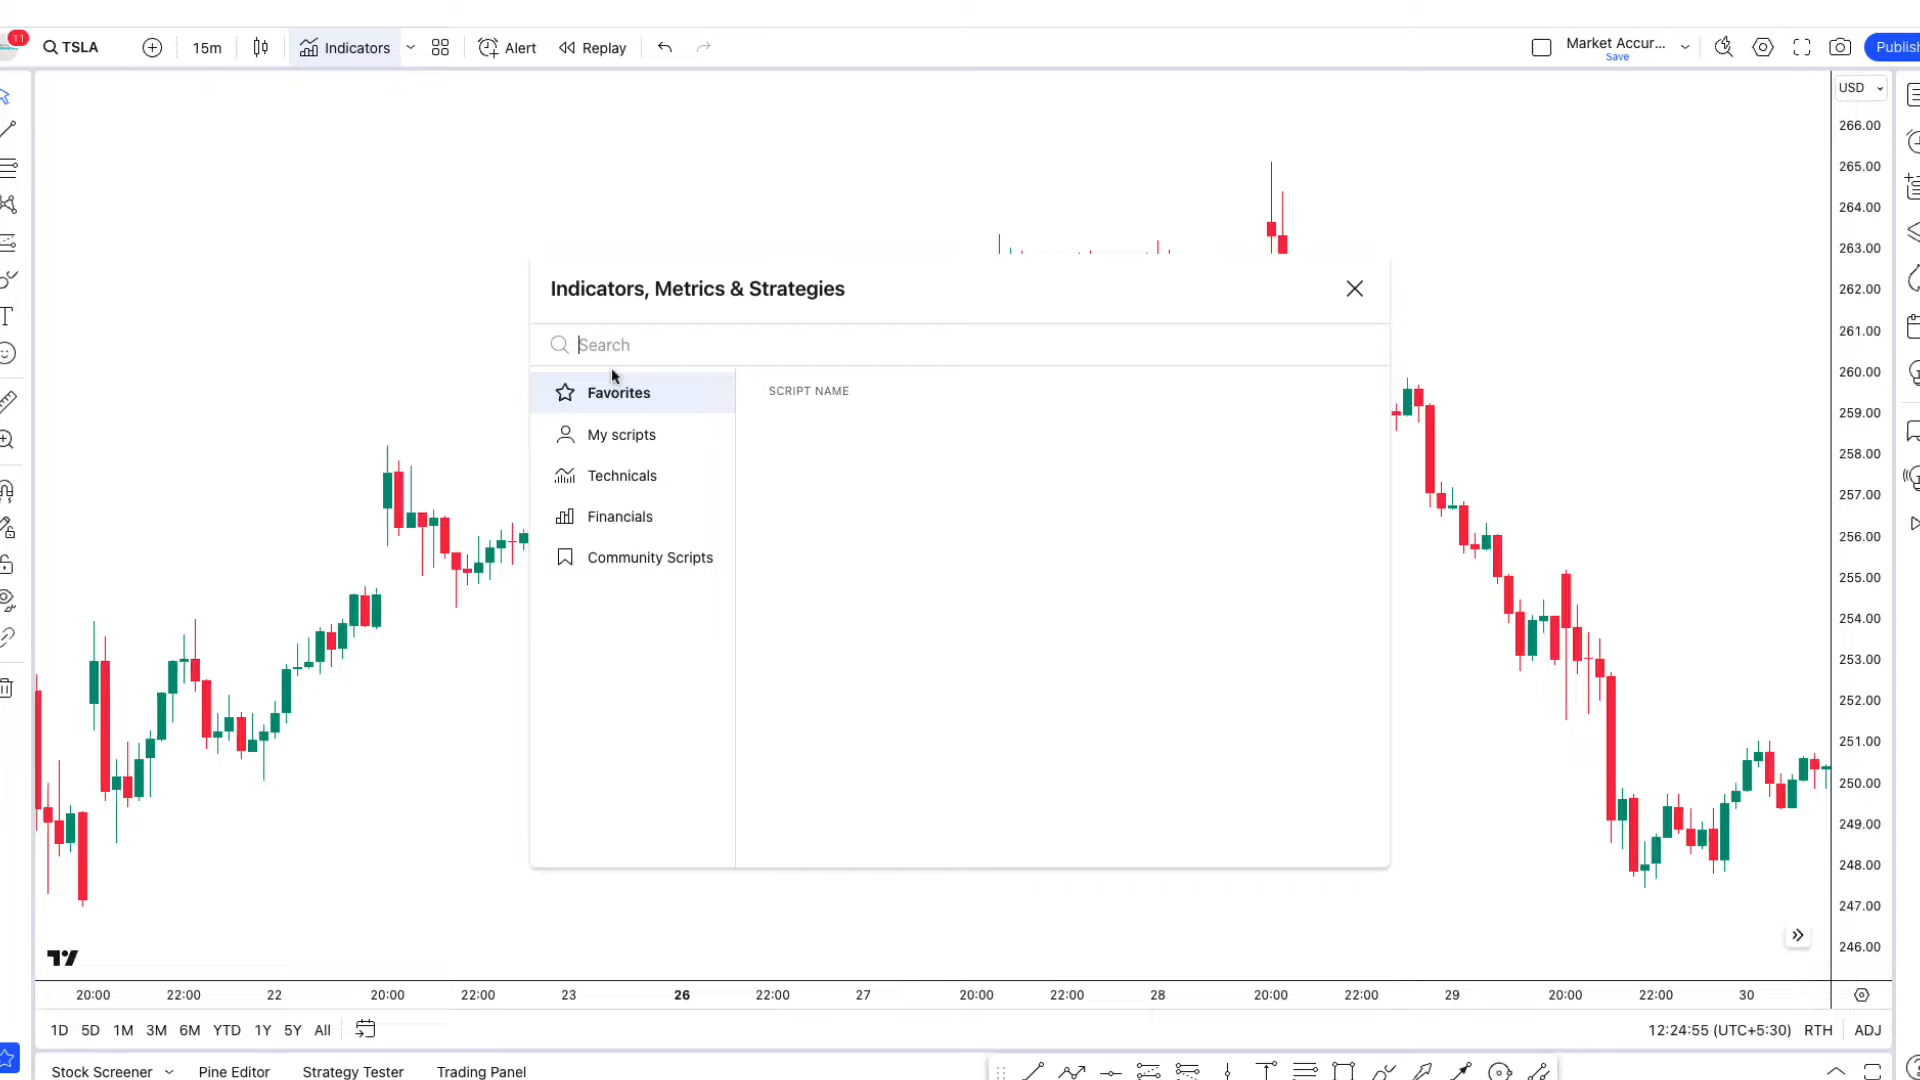 11
TSLA
15m
Indicators
Alert
Replay
Market Accur...
Save
Publish
USD
266.00
265.00
264.00
263.00
262.00
261.00
260.00
259.00
258.00
257.00
256.00
255.00
254.00
253.00
252.00
251.00
250.00
249.00
248.00
247.00
246.00
Indicators, Metrics & Strategies
Search
Favorites
SCRIPT NAME
My scripts
Technicals
Financials
Community Scripts
20:00 22:00 22 20:00 22:00 23 26 22:00 27 20:00 22:00 28 20:00 22:00 29 20:00 22:00 30
1D 5D 1M 3M 6M YTD 1Y 5Y All
12:24:55 (UTC+5:30) RTH ADJ
Stock Screener Pine Editor Strategy Tester Trading Panel